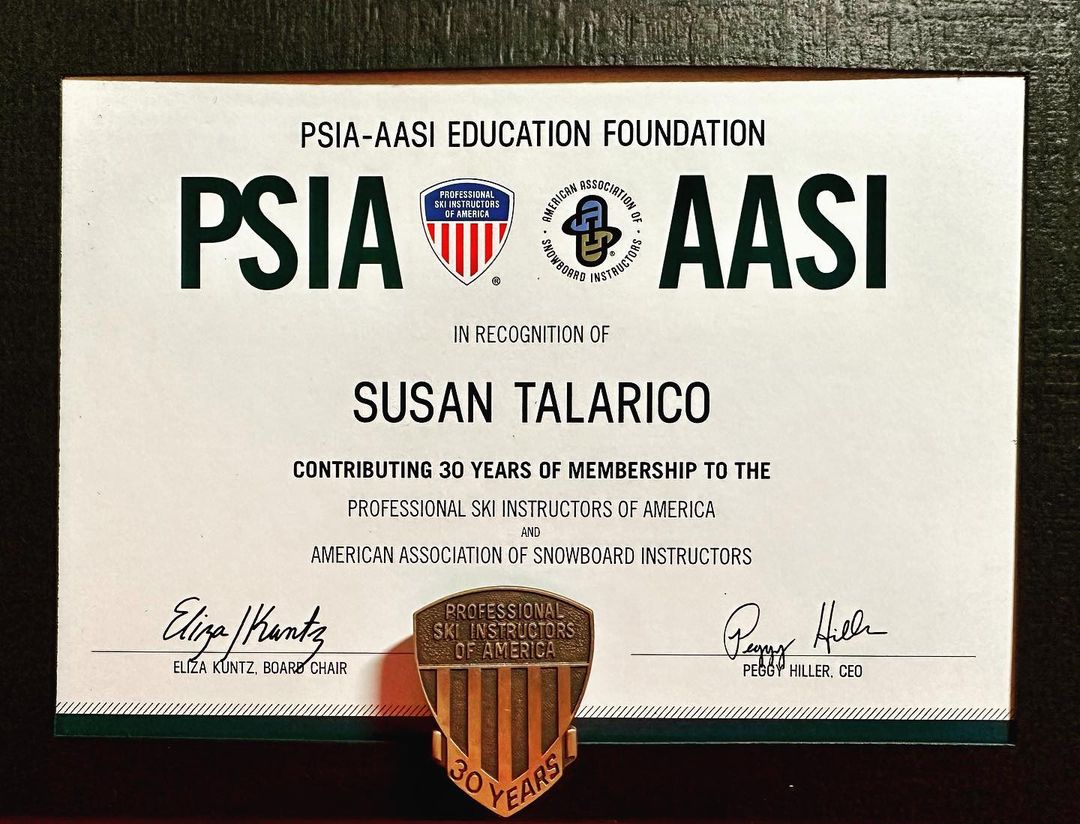 PSIA-AASI EDUCATION FOUNDATION
PSIA
PROFESSIONAL
SKI INSTRUCTORS
OF AMERICA
®
AMERICAN ASSOCIATION OF
SNOWBOARD INSTRUCTORS
®
AASI
IN RECOGNITION OF
SUSAN TALARICO
CONTRIBUTING 30 YEARS OF MEMBERSHIP TO THE
PROFESSIONAL SKI INSTRUCTORS OF AMERICA
AND
AMERICAN ASSOCIATION OF SNOWBOARD INSTRUCTORS
Eliza J Kuntz
ELIZA KUNTZ, BOARD CHAIR
Peggy Hiller
PEGGY HILLER, CEO
PROFESSIONAL
SKI INSTRUCTORS
OF AMERICA
30 YEARS